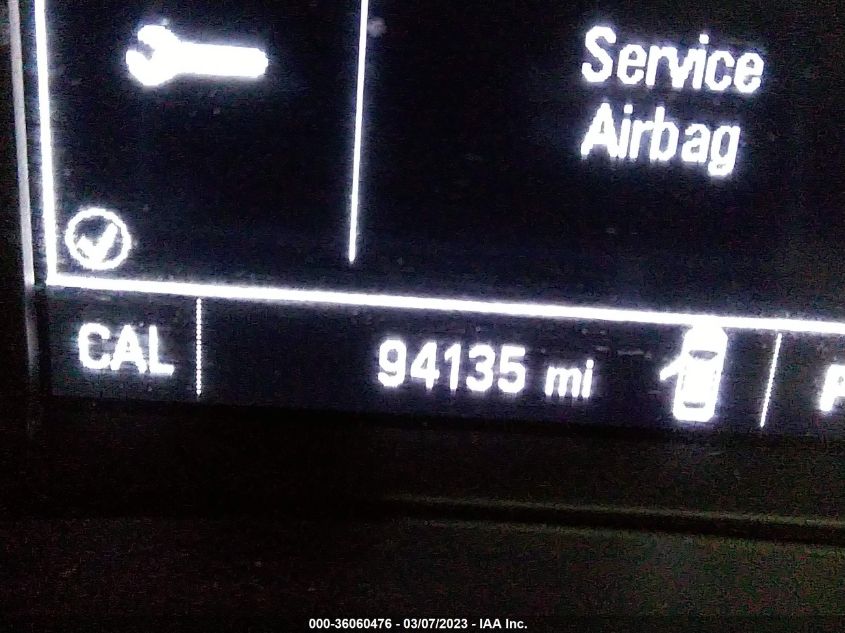 Service
Airbag
CAL
94135 mi
P
000-36060476 - 03/07/2023 - IAA Inc.